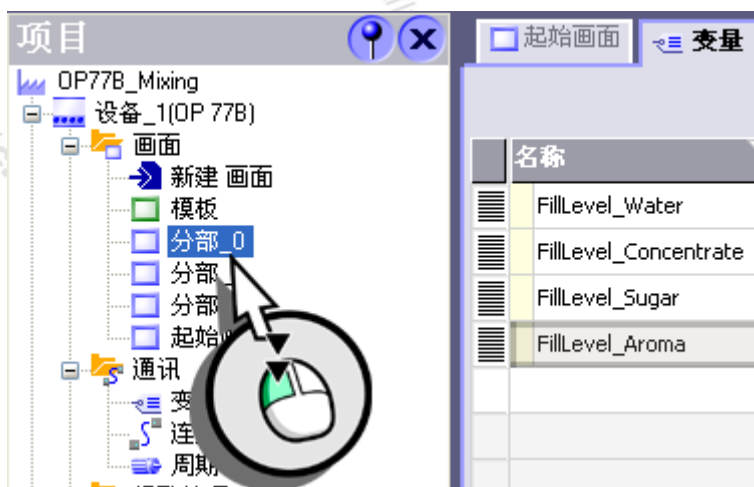 项目
OP77B_Mixing
设备_1(OP 77B)
画面
新建 画面
模板
分部_0
分部_
分部
起始
通讯
变
连
周期
起始画面
变量
名称
FillLevel_Water
FillLevel_Concentrate
FillLevel_Sugar
FillLevel_Aroma